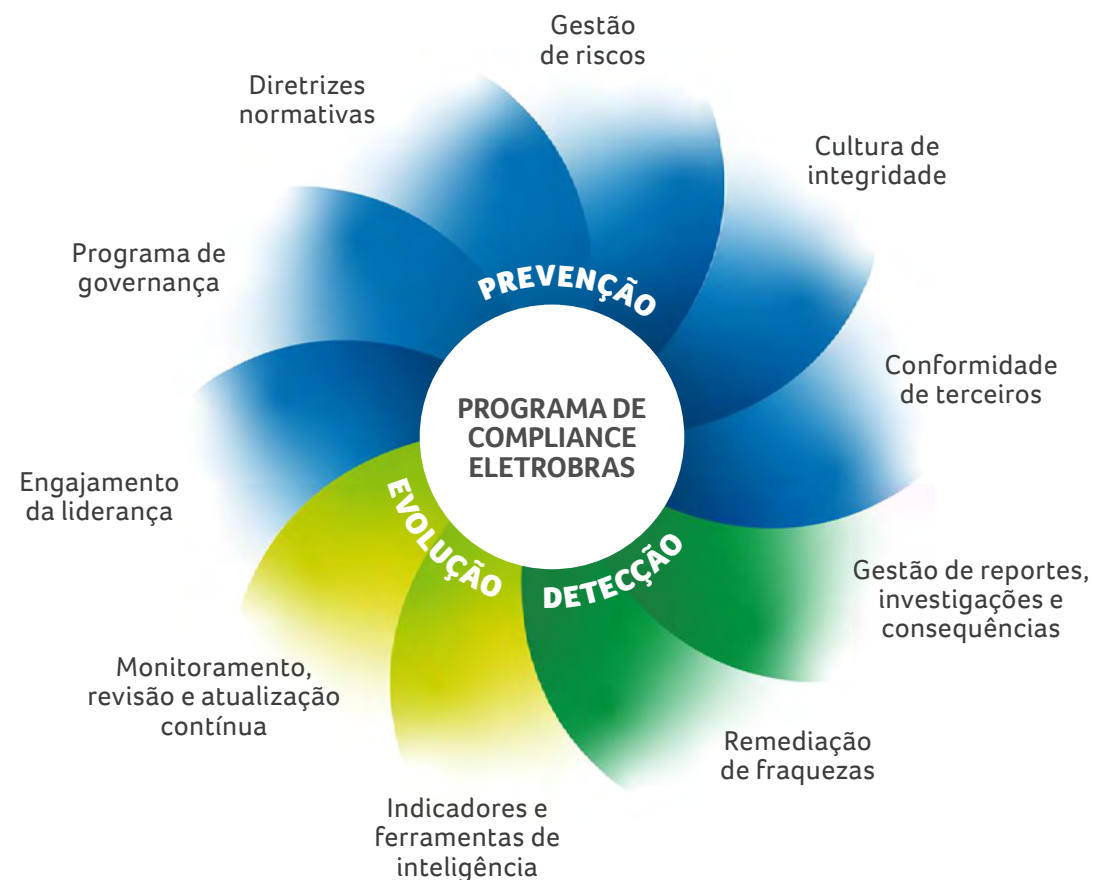 Gestão
de riscos
Diretrizes
normativas
Cultura de
integridade
Programa de
governança
PREVENÇÃO
Conformidade
de terceiros
PROGRAMA DE
COMPLIANCE
ELETROBRAS
Engajamento
da liderança
EVOLUÇÃO
DETECÇÃO
Gestão de reportes,
investigações e
consequências
Monitoramento,
revisão e atualização
contínua
Remediação
de fraquezas
Indicadores e
ferramentas de
inteligência